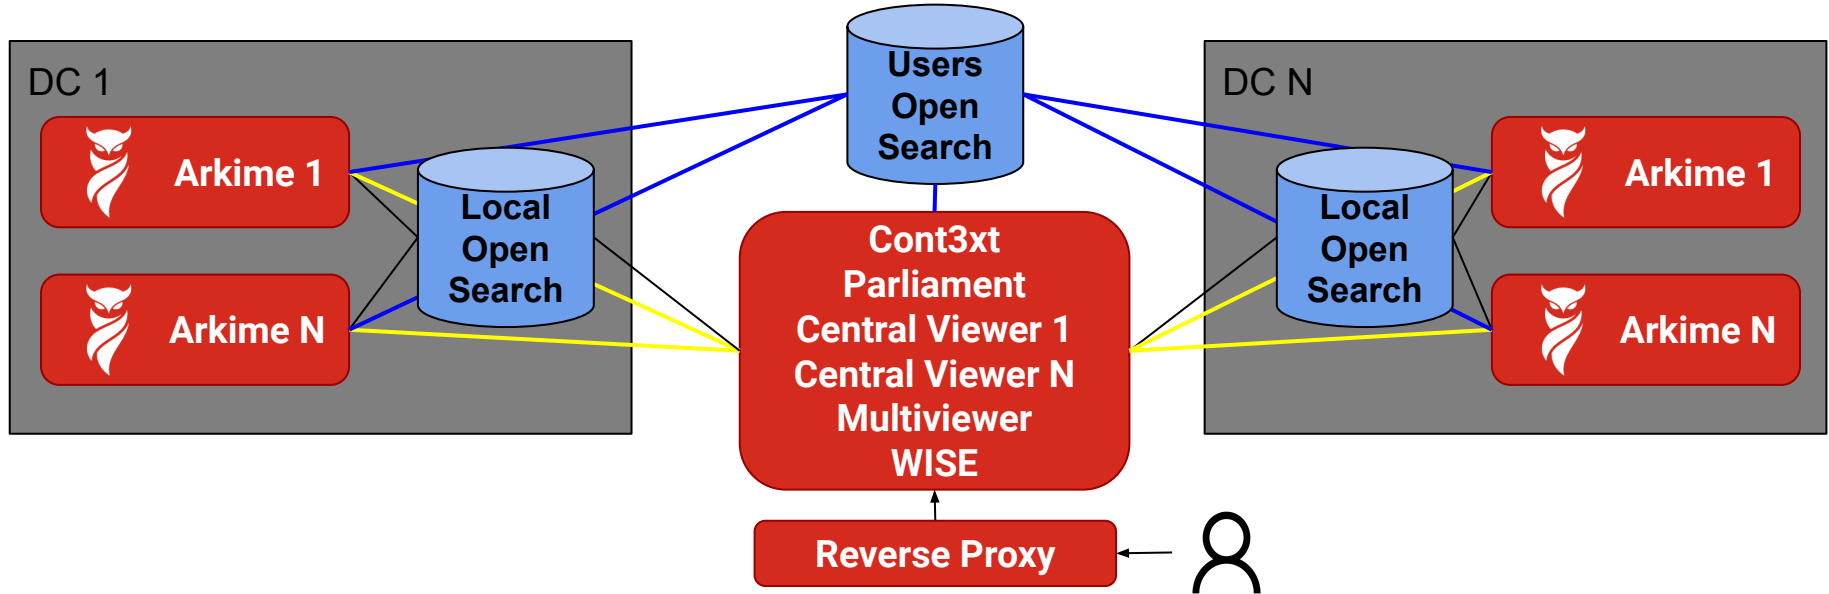 DC 1
Arkime 1
Arkime N
Local
Open
Search
Users
Open
Search
Cont3xt
Parliament
Central Viewer 1
Central Viewer N
Multiviewer
WISE
Reverse Proxy
DC N
Local
Open
Search
Arkime 1
Arkime N